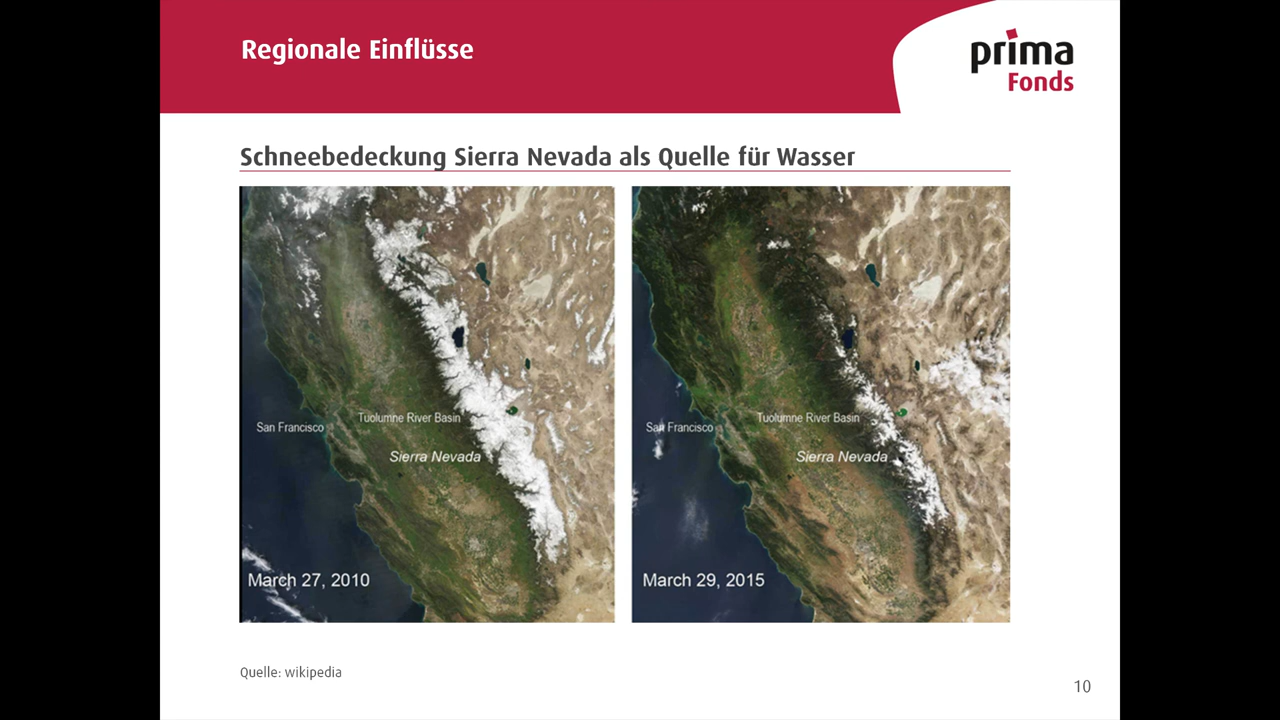 Regionale Einflüsse
prima
Fonds
Schneebedeckung Sierra Nevada als Quelle für Wasser
Tuolumne River Basin
San Francisco
Sierra Nevada
March 27, 2010
Tuolumne River Basin
San Francisco
Sierra Nevada
March 29, 2015
Quelle: wikipedia
10